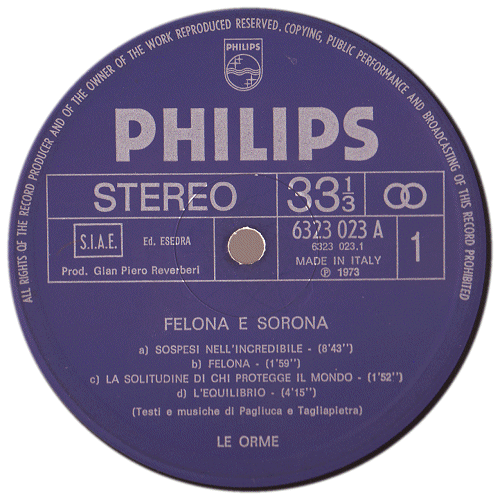 ALL RIGHTS OF THE RECORD PRODUCER AND OF THE OWNER OF THE WORK REPRODUCED RESERVED. COPYING, PUBLIC PERFORMANCE AND BROADCASTING OF THIS RECORD PROHIBITED
PHILIPS
PHILIPS
STEREO 33 1/3
S.I.A.E. Ed. ESEDRA 6323 023 A 1
6323 023.1
Prod. Gian Piero Reverberi MADE IN ITALY
℗ 1973
FELONA E SORONA
a) SOSPESI NELL'INCREDIBILE - (8'43'')
b) FELONA - (1'59'')
c) LA SOLITUDINE DI CHI PROTEGGE IL MONDO - (1'52'')
d) L'EQUILIBRIO - (4'15'')
(Testi e musiche di Pagliuca e Tagliapietra)
LE ORME